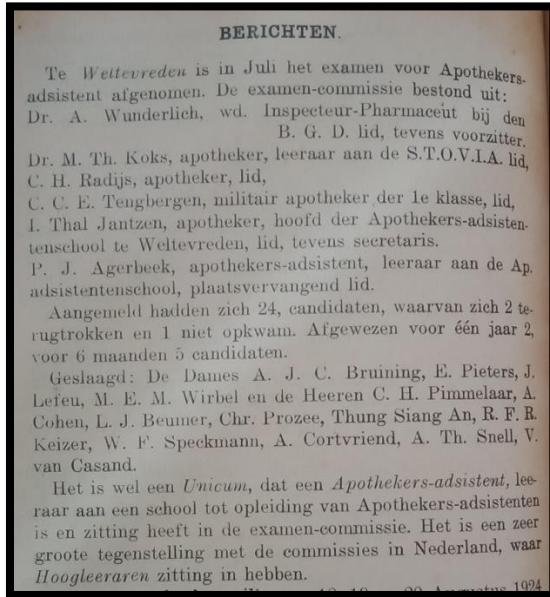 BERICHTEN.
Te Weltevreden is in Juli het examen voor Apothekers-
adsistent afgenomen. De examen-commissie bestond uit:
Dr. A. Wunderlich, wd. Inspecteur-Pharmaceut bij den
B. G. D. lid, tevens voorzitter.
Dr. M. Th. Koks, apotheker, leeraar aan de S.T.O.V.I.A. lid,
C. H. Radijs, apotheker, lid,
C. C. E. Tengbergen, militair apotheker der 1e klasse, lid,
I. Thal Jantzen, apotheker, hoofd der Apothekers-adsisten-
tenschool te Weltevreden, lid, tevens secretaris.
P. J. Agerbeek, apothekers-adsistent, leeraar aan de Ap.
adsistentenschool, plaatsvervangend lid.
Aangemeld hadden zich 24, candidaten, waarvan zich 2 te-
rugtrokken en 1 niet opkwam. Afgewezen voor één jaar 2,
voor 6 maanden 5 candidaten.
Geslaagd: De Dames A. J. C. Bruining, E. Pieters, J.
Lefeu, M. E. M. Wirbel en de Heeren C. H. Pimmelaar, A.
Cohen, L. J. Beumer, Chr. Prozee, Thung Siang An, R. F. R.
Keizer, W. F. Speckmann, A. Cortvriend, A. Th. Snell, V.
van Casand.
Het is wel een Unicum, dat een Apothekers-adsistent, lee-
raar aan een school tot opleiding van Apothekers-adsistenten
is en zitting heeft in de examen-commissie. Het is een zeer
groote tegenstelling met de commissies in Nederland, waar
Hoogleeraren zitting in hebben.
Augustus 1924